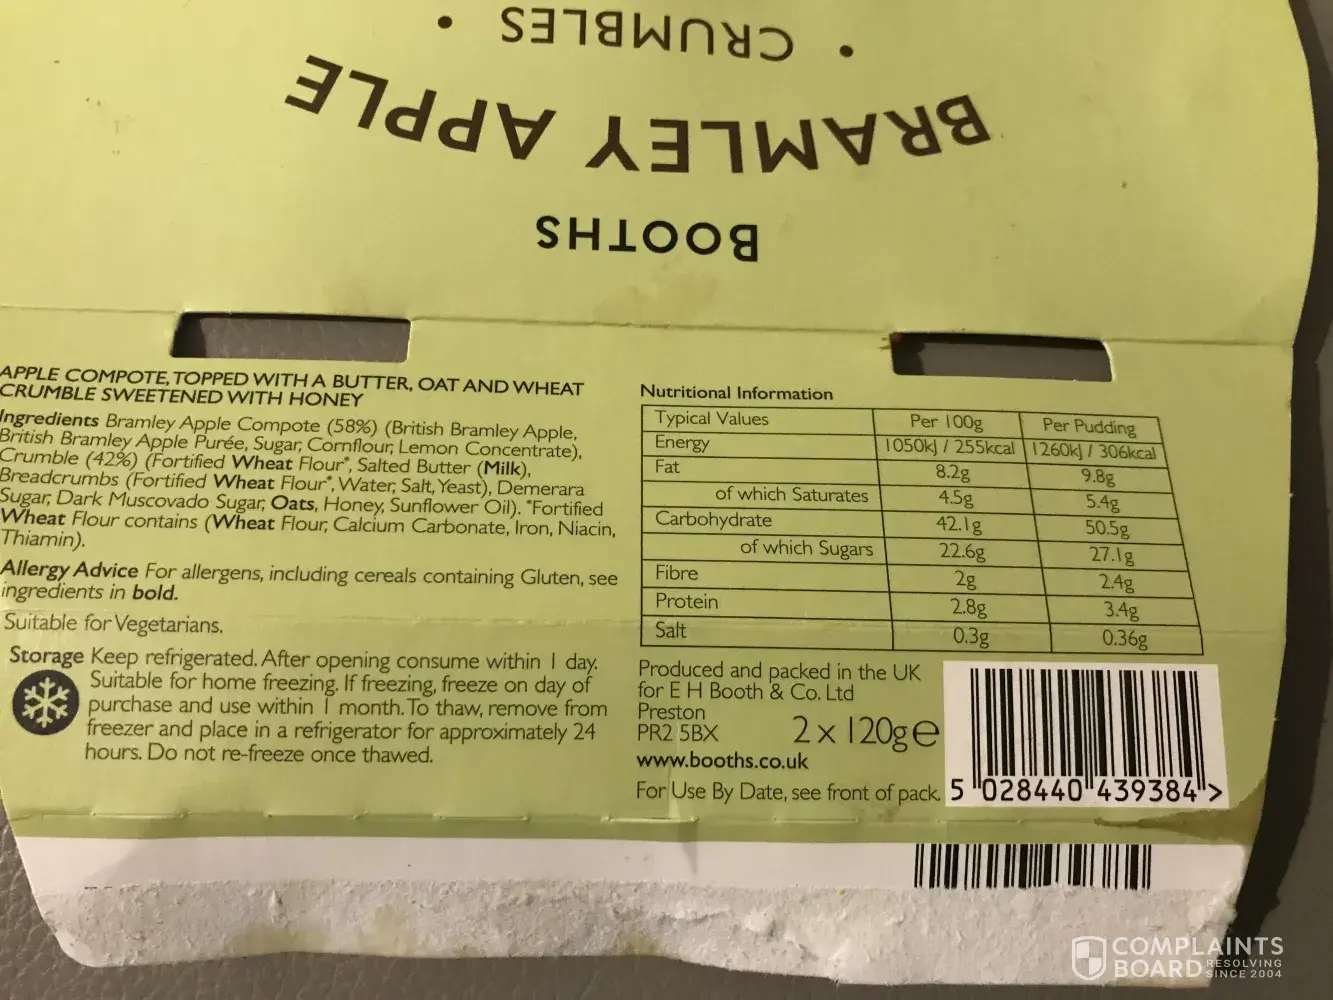 • CRUMBLES •
BRAMLEY APPLE
BOOTHS
APPLE COMPOTE, TOPPED WITH A BUTTER, OAT AND WHEAT
CRUMBLE SWEETENED WITH HONEY
Ingredients Bramley Apple Compote (58%) (British Bramley Apple,
British Bramley Apple Purée, Sugar, Cornflour, Lemon Concentrate),
Crumble (42%) (Fortified Wheat Flour*, Salted Butter (Milk),
Breadcrumbs (Fortified Wheat Flour*, Water, Salt, Yeast), Demerara
Sugar, Dark Muscovado Sugar, Oats, Honey, Sunflower Oil). *Fortified
Wheat Flour contains (Wheat Flour, Calcium Carbonate, Iron, Niacin,
Thiamin).
Allergy Advice For allergens, including cereals containing Gluten, see
ingredients in bold.
Suitable for Vegetarians.
Storage Keep refrigerated. After opening consume within 1 day.
Suitable for home freezing. If freezing, freeze on day of
purchase and use within 1 month. To thaw, remove from
freezer and place in a refrigerator for approximately 24
hours. Do not re-freeze once thawed.
Nutritional Information
Typical Values Per 100g Per Pudding
Energy 1050kJ / 255kcal 1260kJ / 306kcal
Fat 8.2g 9.8g
of which Saturates 4.5g 5.4g
Carbohydrate 42.1g 50.5g
of which Sugars 22.6g 27.1g
Fibre 2g 2.4g
Protein 2.8g 3.4g
Salt 0.3g 0.36g
Produced and packed in the UK
for E H Booth & Co. Ltd
Preston
PR2 5BX 2 x 120g e
www.booths.co.uk
For Use By Date, see front of pack.
5 028440 439384 >
COMPLAINTS
BOARD RESOLVING
SINCE 2004